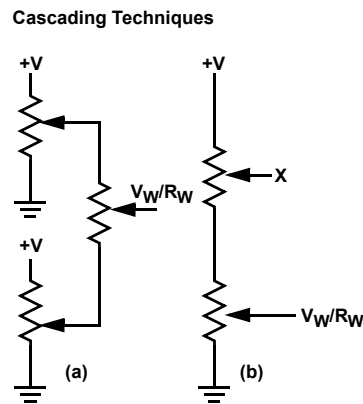 Cascading Techniques
+V
+V
X
V_W/R_W
+V
V_W/R_W
(a)
(b)